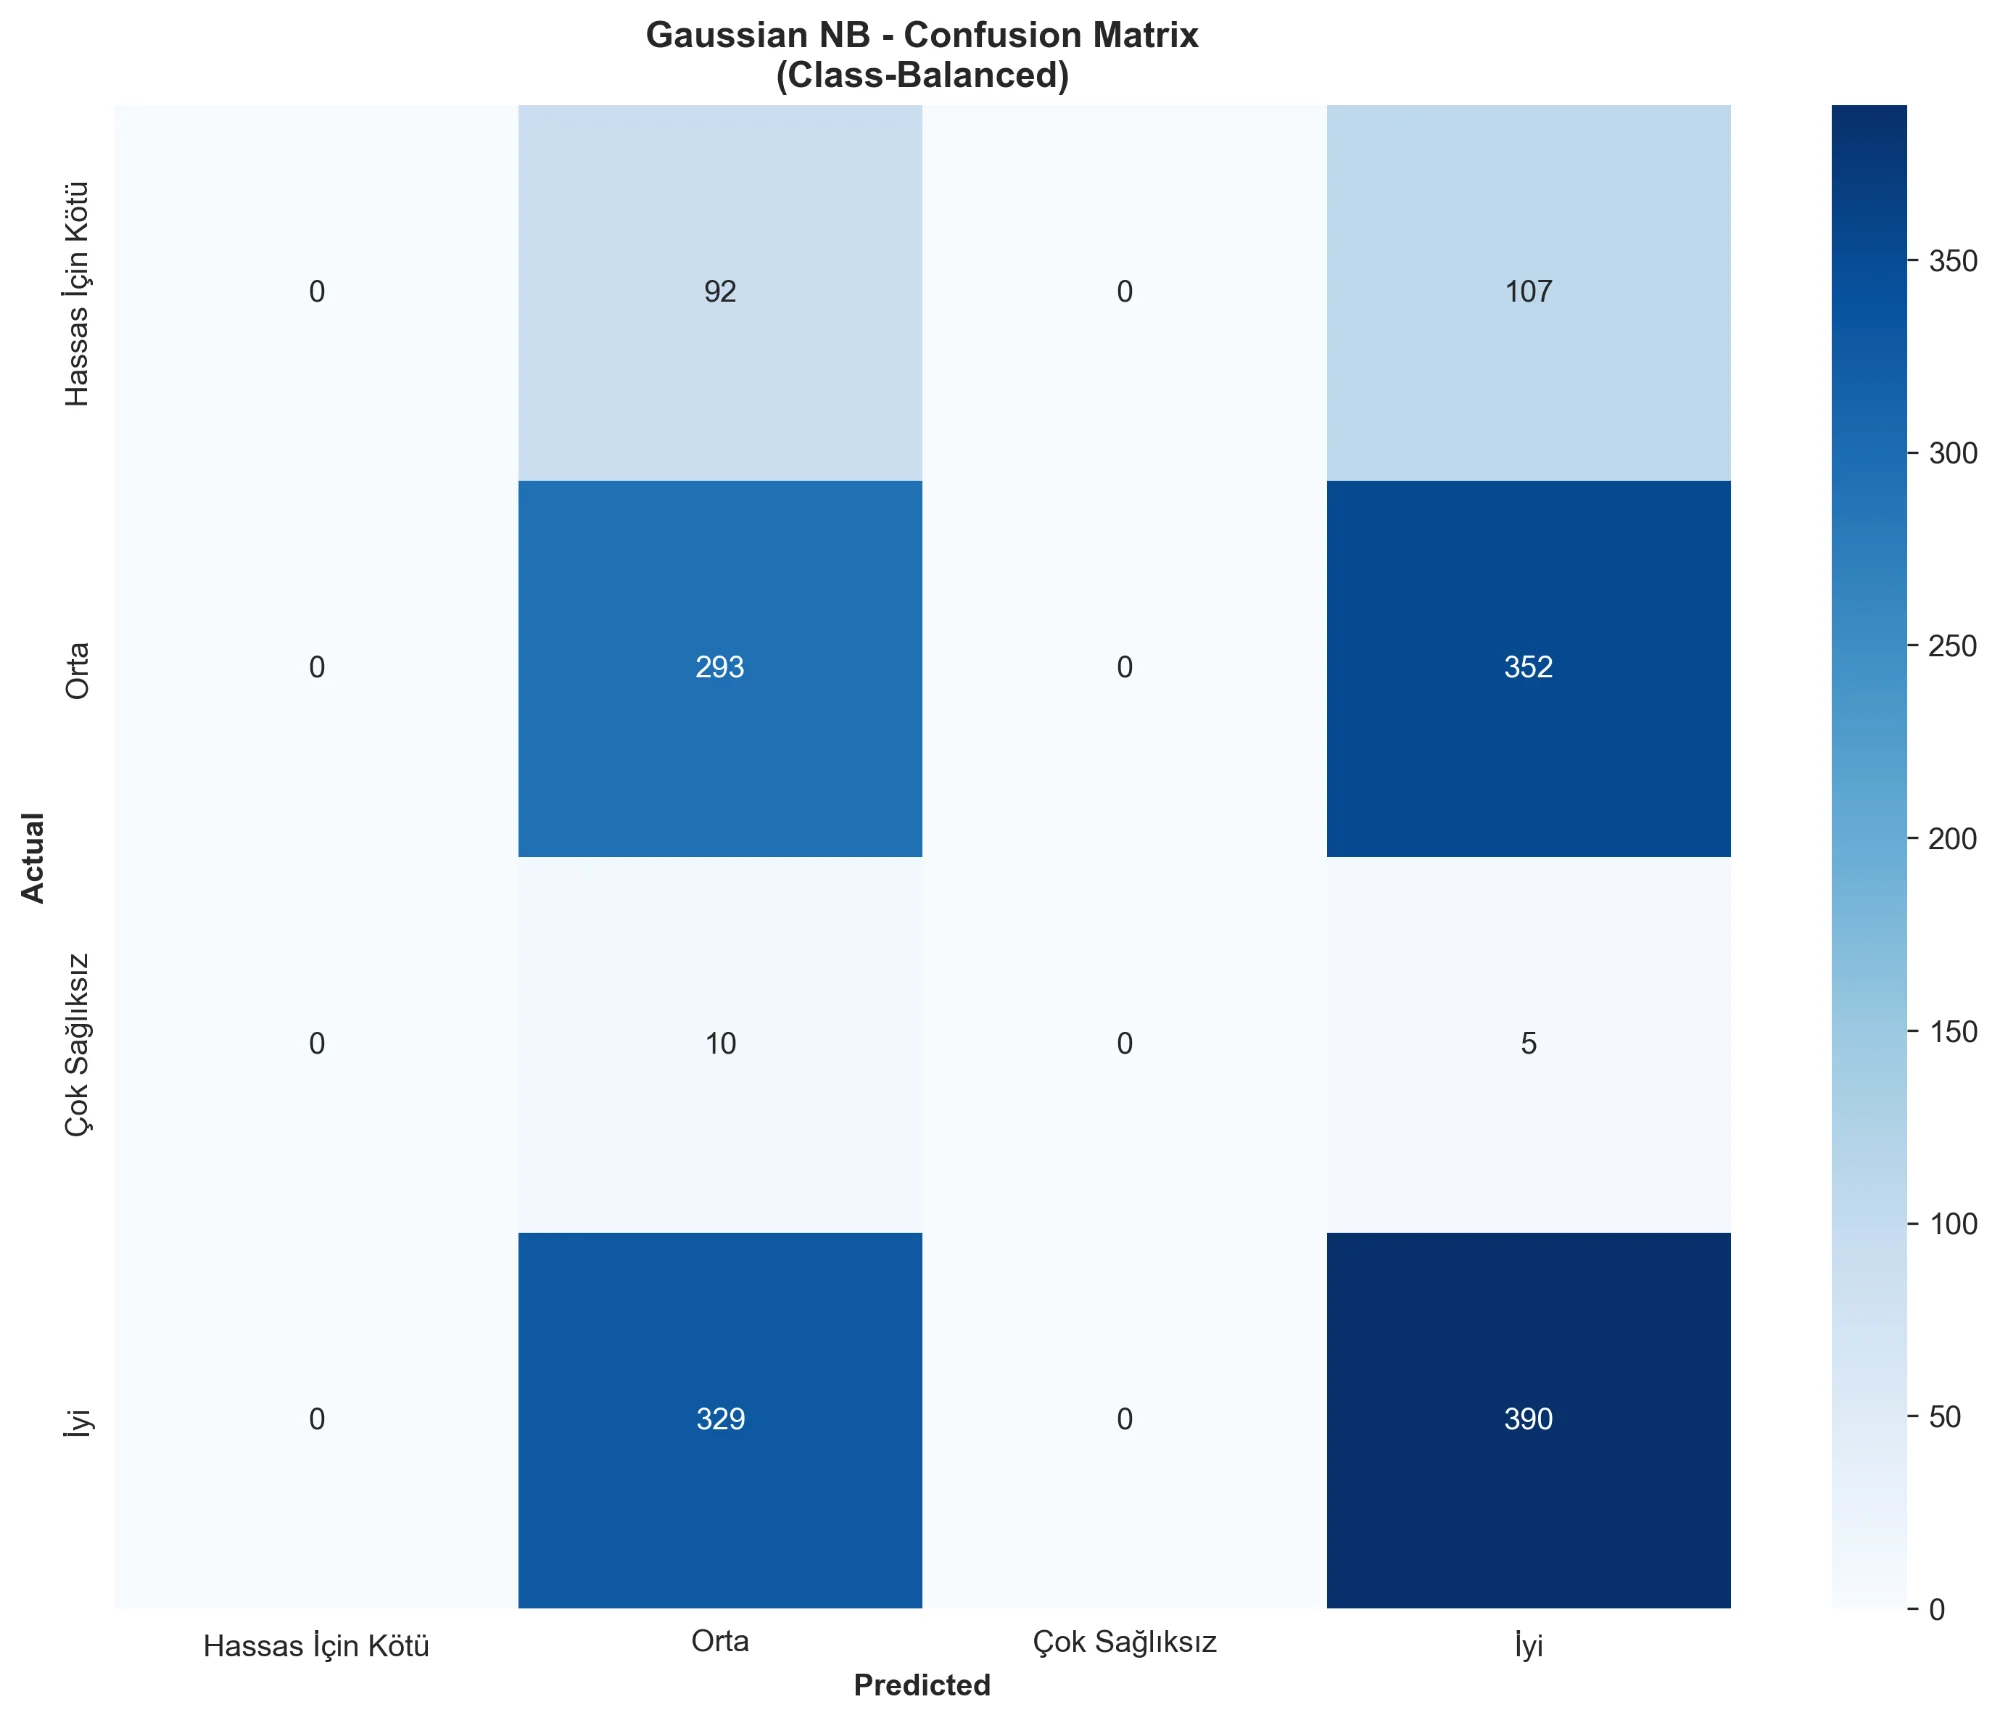 Gaussian NB - Confusion Matrix
(Class-Balanced)
Actual
Hassas İçin Kötü
Orta
Çok Sağlıksız
İyi
0 92 0 107
0 293 0 352
0 10 0 5
0 329 0 390
Hassas İçin Kötü Orta Çok Sağlıksız İyi
Predicted
350
300
250
200
150
100
50
0